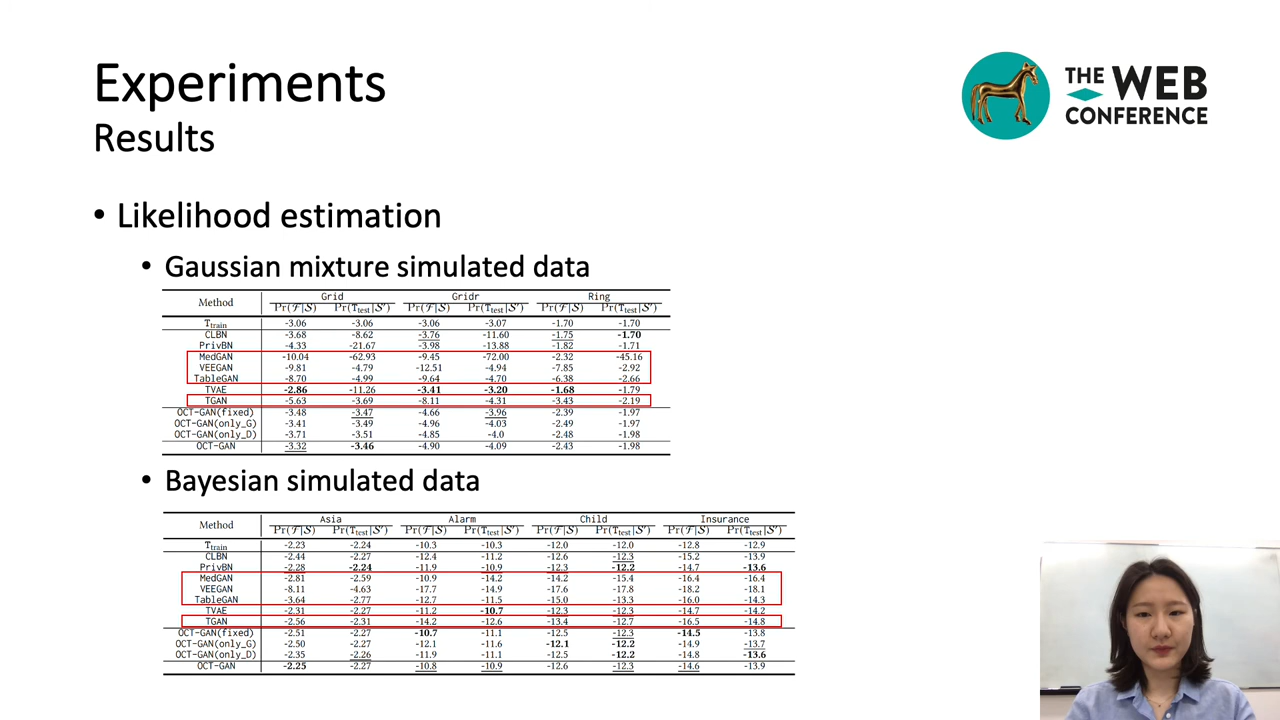 Experiments
Results
THE WEB
CONFERENCE
• Likelihood estimation
• Gaussian mixture simulated data
Method Grid Gridr Ring
Pr(F|S) Pr(T_test|S') Pr(F|S) Pr(T_test|S') Pr(F|S) Pr(T_test|S')
T_train -3.06 -3.06 -3.06 -3.07 -1.70 -1.70
CLBN -3.68 -8.62 -3.76 -11.60 -1.75 -1.70
PrivBN -4.33 -21.67 -3.98 -13.88 -1.82 -1.71
MedGAN -10.04 -62.93 -9.45 -72.00 -2.32 -45.16
VEEGAN -9.81 -4.79 -12.51 -4.94 -7.85 -2.92
TableGAN -8.70 -4.99 -9.64 -4.70 -6.38 -2.66
TVAE -2.86 -11.26 -3.41 -3.20 -1.68 -1.79
TGAN -5.63 -3.69 -8.11 -4.31 -3.43 -2.19
OCT-GAN(fixed) -3.48 -3.47 -4.66 -3.96 -2.39 -1.97
OCT-GAN(only_G) -3.41 -3.49 -4.96 -4.03 -2.49 -1.97
OCT-GAN(only_D) -3.71 -3.51 -4.85 -4.0 -2.48 -1.98
OCT-GAN -3.32 -3.46 -4.90 -4.09 -2.43 -1.98
• Bayesian simulated data
Method Asia Alarm Child Insurance
Pr(F|S) Pr(T_test|S') Pr(F|S) Pr(T_test|S') Pr(F|S) Pr(T_test|S') Pr(F|S) Pr(T_test|S')
T_train -2.23 -2.24 -10.3 -10.3 -12.0 -12.0 -12.8 -12.9
CLBN -2.44 -2.27 -12.4 -11.2 -12.6 -12.3 -15.2 -13.9
PrivBN -2.28 -2.24 -11.9 -10.9 -12.3 -12.2 -14.7 -13.6
MedGAN -2.81 -2.59 -10.9 -14.2 -14.2 -15.4 -16.4 -16.4
VEEGAN -8.11 -4.63 -17.7 -14.9 -17.6 -17.8 -18.2 -18.1
TableGAN -3.64 -2.77 -12.7 -11.5 -15.0 -13.3 -16.0 -14.3
TVAE -2.31 -2.27 -11.2 -10.7 -12.3 -12.3 -14.7 -14.2
TGAN -2.56 -2.31 -14.2 -12.6 -13.4 -12.7 -16.5 -14.8
OCT-GAN(fixed) -2.51 -2.27 -10.7 -11.1 -12.5 -12.3 -14.5 -13.8
OCT-GAN(only_G) -2.50 -2.27 -12.1 -11.6 -12.1 -12.2 -14.9 -13.7
OCT-GAN(only_D) -2.35 -2.26 -11.9 -11.1 -12.5 -12.2 -14.8 -13.6
OCT-GAN -2.25 -2.27 -10.8 -10.9 -12.6 -12.3 -14.6 -13.9